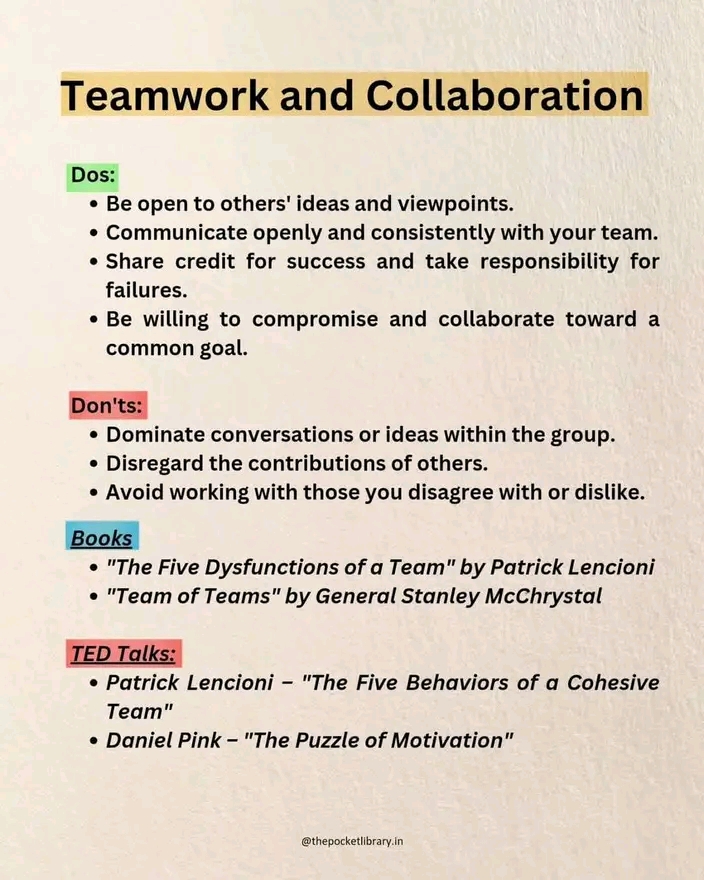 Teamwork and Collaboration
Dos:
• Be open to others' ideas and viewpoints.
• Communicate openly and consistently with your team.
• Share credit for success and take responsibility for
failures.
• Be willing to compromise and collaborate toward a
common goal.
Don'ts:
• Dominate conversations or ideas within the group.
• Disregard the contributions of others.
• Avoid working with those you disagree with or dislike.
Books
• "The Five Dysfunctions of a Team" by Patrick Lencioni
• "Team of Teams" by General Stanley McChrystal
TED Talks:
• Patrick Lencioni – "The Five Behaviors of a Cohesive
Team"
• Daniel Pink – "The Puzzle of Motivation"
@thepocketlibrary.in